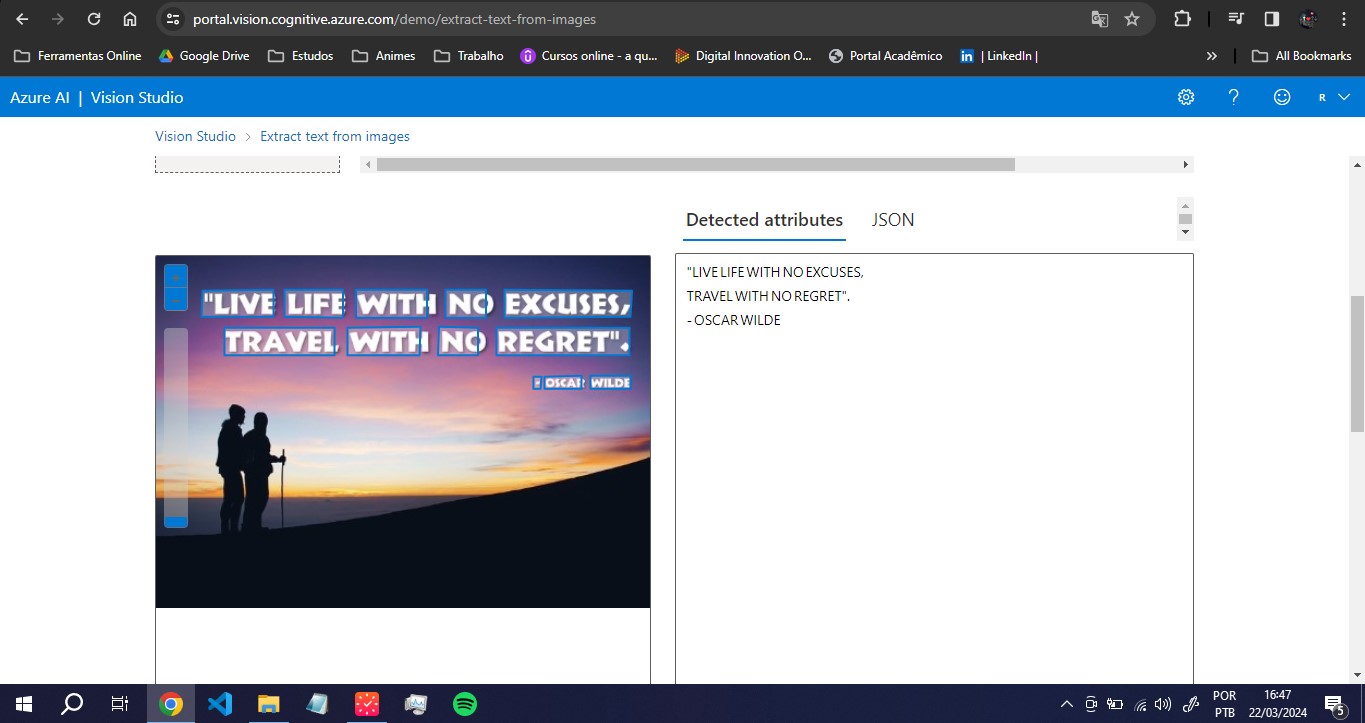 portal.vision.cognitive.azure.com/demo/extract-text-from-images
Ferramentas Online Google Drive Estudos Animes Trabalho Cursos online - a qu... Digital Innovation O... Portal Acadêmico | LinkedIn | » All Bookmarks
Azure AI | Vision Studio R
Vision Studio > Extract text from images
Detected attributes JSON
"LIVE LIFE WITH NO EXCUSES,
TRAVEL WITH NO REGRET".
- OSCAR WILDE
"LIVE LIFE WITH NO EXCUSES,
TRAVEL WITH NO REGRET".
- OSCAR WILDE
POR
PTB
16:47
22/03/2024
5